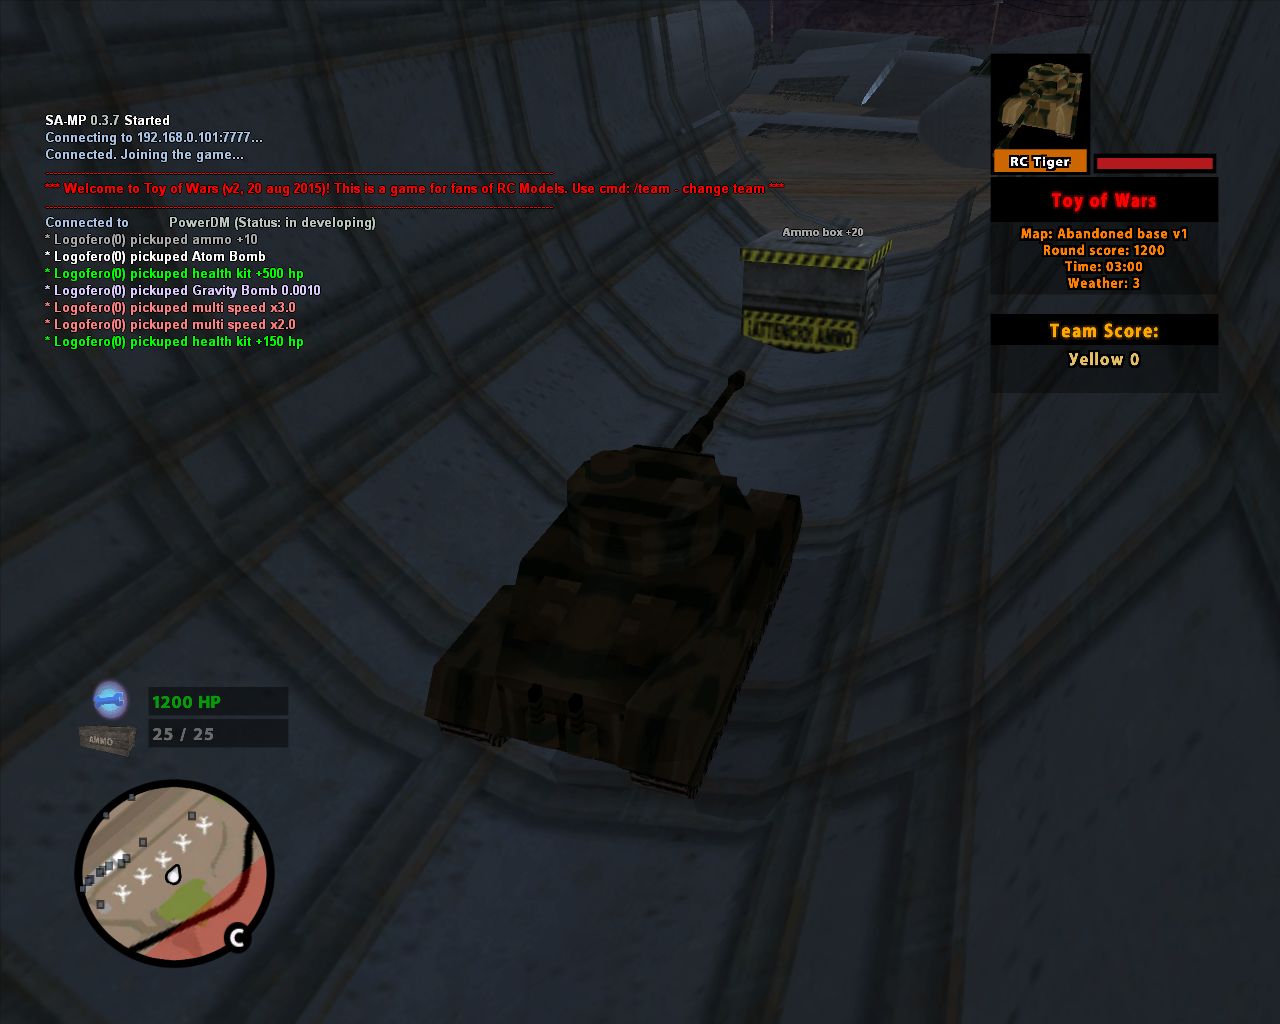 SA-MP 0.3.7 Started
Connecting to 192.168.0.101:7777...
Connected. Joining the game...
*** Welcome to Toy of Wars (v2, 20 aug 2015)! This is a game for fans of RC Models. Use cmd: /team - change team ***
Connected to PowerDM (Status: in developing)
* Logofero(0) pickuped ammo +10
* Logofero(0) pickuped Atom Bomb
* Logofero(0) pickuped health kit +500 hp
* Logofero(0) pickuped Gravity Bomb 0.0010
* Logofero(0) pickuped multi speed x3.0
* Logofero(0) pickuped multi speed x2.0
* Logofero(0) pickuped health kit +150 hp
RC Tiger
Toy of Wars
Map: Abandoned base v1
Round score: 1200
Time: 03:00
Weather: 3
Team Score:
Yellow 0
Ammo box +20
AMMO
1200 HP
AMMO
25 / 25
C